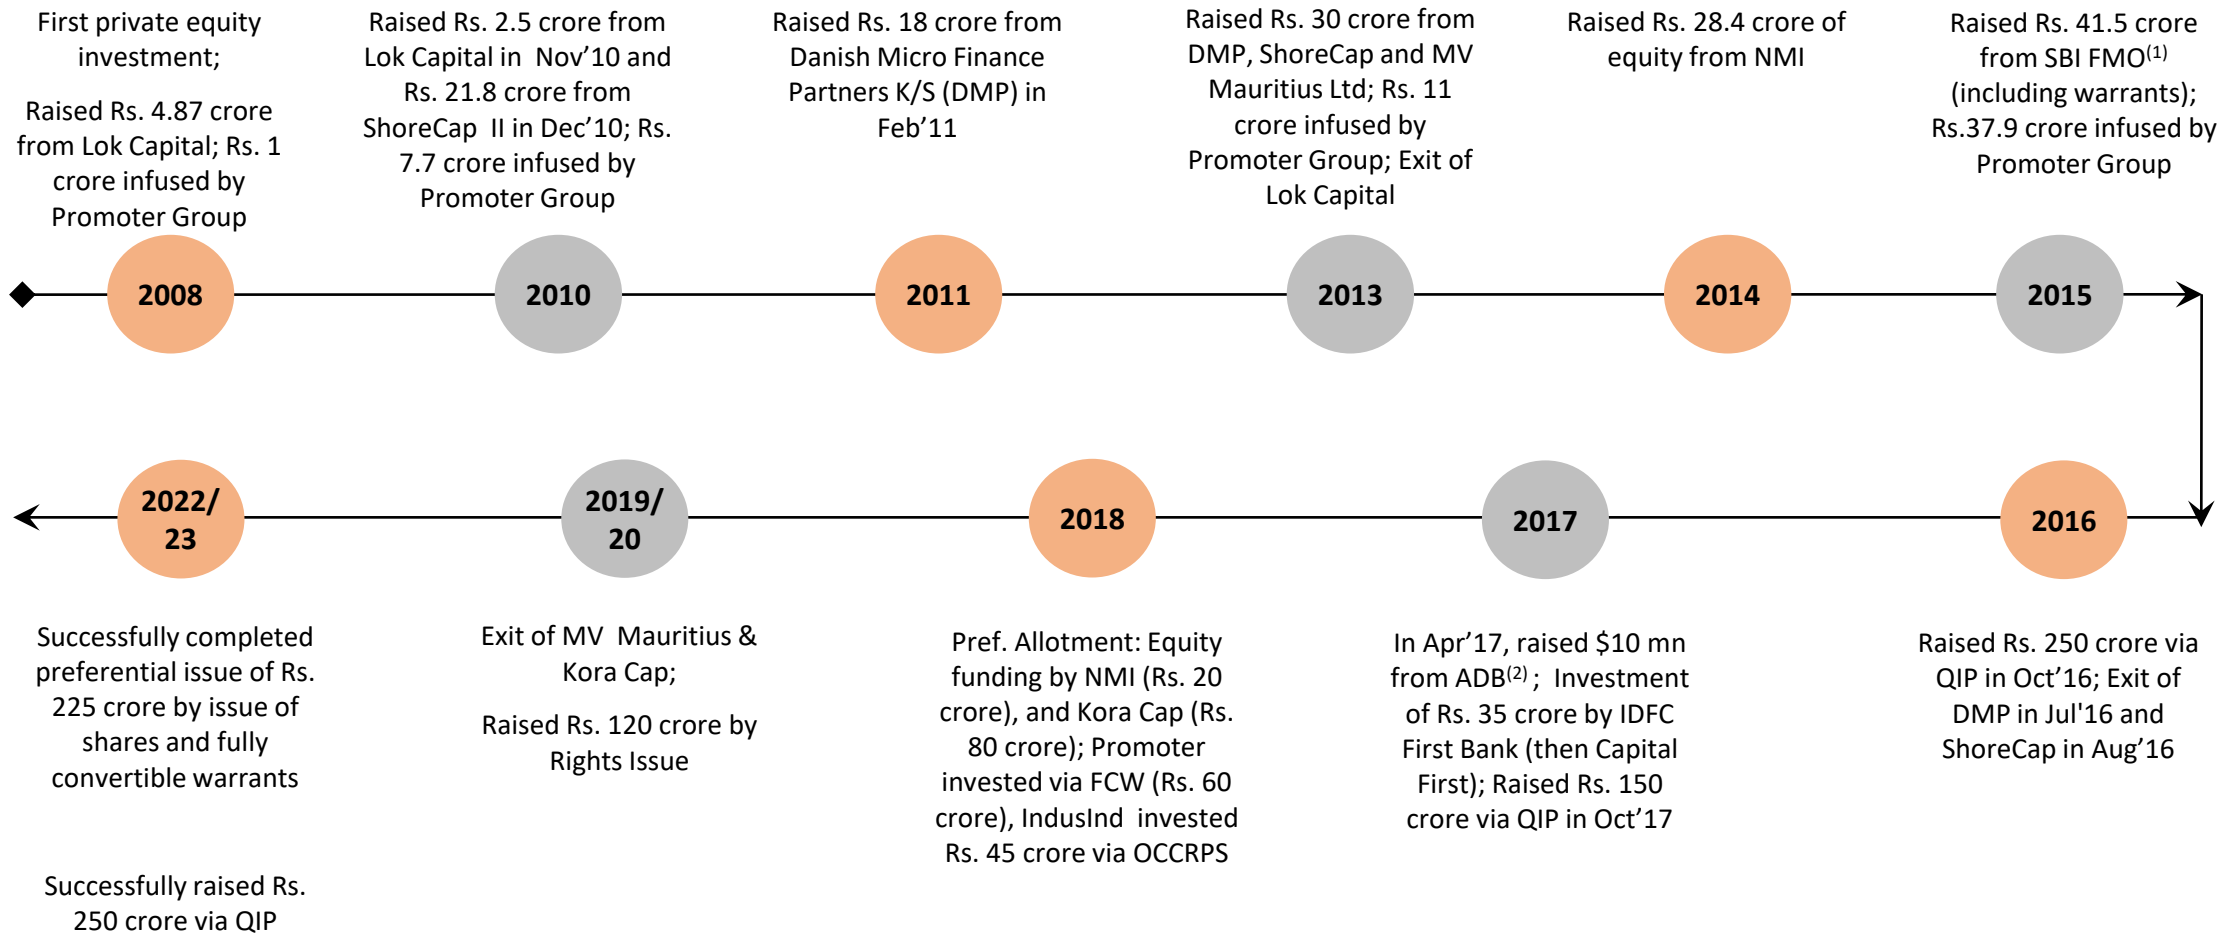 First private equity
investment;
Raised Rs. 4.87 crore
from Lok Capital; Rs. 1
crore infused by
Promoter Group
Raised Rs. 2.5 crore from
Lok Capital in Nov’10 and
Rs. 21.8 crore from
ShoreCap II in Dec’10; Rs.
7.7 crore infused by
Promoter Group
Raised Rs. 18 crore from
Danish Micro Finance
Partners K/S (DMP) in
Feb’11
Raised Rs. 30 crore from
DMP, ShoreCap and MV
Mauritius Ltd; Rs. 11
crore infused by
Promoter Group; Exit of
Lok Capital
Raised Rs. 28.4 crore of
equity from NMI
Raised Rs. 41.5 crore
from SBI FMO(1)
(including warrants);
Rs.37.9 crore infused by
Promoter Group
2008
2010
2011
2013
2014
2015
2022/
23
2019/
20
2018
2017
2016
Successfully completed
preferential issue of Rs.
225 crore by issue of
shares and fully
convertible warrants
Successfully raised Rs.
250 crore via QIP
Exit of MV Mauritius &
Kora Cap;
Raised Rs. 120 crore by
Rights Issue
Pref. Allotment: Equity
funding by NMI (Rs. 20
crore), and Kora Cap (Rs.
80 crore); Promoter
invested via FCW (Rs. 60
crore), IndusInd invested
Rs. 45 crore via OCCRPS
In Apr’17, raised $10 mn
from ADB(2) ; Investment
of Rs. 35 crore by IDFC
First Bank (then Capital
First); Raised Rs. 150
crore via QIP in Oct’17
Raised Rs. 250 crore via
QIP in Oct’16; Exit of
DMP in Jul'16 and
ShoreCap in Aug’16